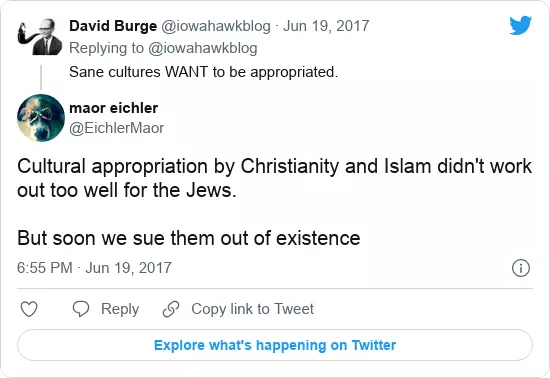 David Burge @iowahawkblog · Jun 19, 2017
Replying to @iowahawkblog
Sane cultures WANT to be appropriated.
maor eichler
@EichlerMaor
Cultural appropriation by Christianity and Islam didn't work
out too well for the Jews.
But soon we sue them out of existence
6:55 PM · Jun 19, 2017
Reply
Copy link to Tweet
Explore what's happening on Twitter